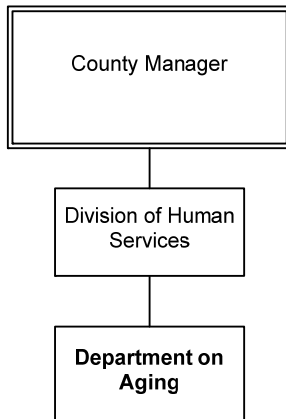 County Manager
Division of Human
Services
Department on
Aging